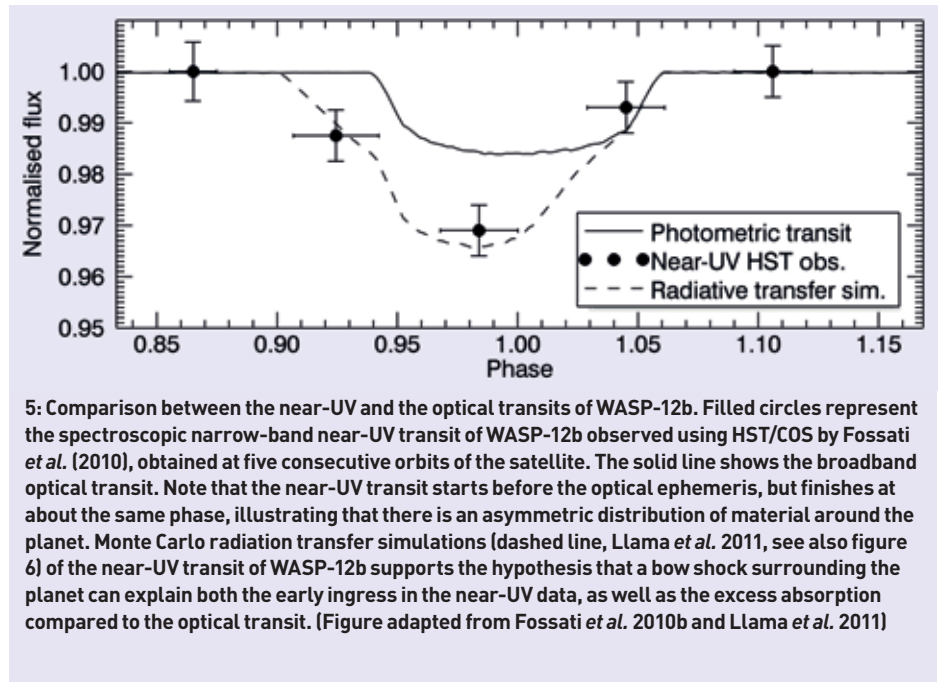 1.00
0.99
0.98
0.97
0.96
0.95
Normalised flux
Photometric transit
Near-UV HST obs.
Radiative transfer sim.
0.85 0.90 0.95 1.00 1.05 1.10 1.15
Phase
5: Comparison between the near-UV and the optical transits of WASP-12b. Filled circles represent
the spectroscopic narrow-band near-UV transit of WASP-12b observed using HST/COS by Fossati
et al. (2010), obtained at five consecutive orbits of the satellite. The solid line shows the broadband
optical transit. Note that the near-UV transit starts before the optical ephemeris, but finishes at
about the same phase, illustrating that there is an asymmetric distribution of material around the
planet. Monte Carlo radiation transfer simulations (dashed line, Llama et al. 2011, see also figure
6) of the near-UV transit of WASP-12b supports the hypothesis that a bow shock surrounding the
planet can explain both the early ingress in the near-UV data, as well as the excess absorption
compared to the optical transit. (Figure adapted from Fossati et al. 2010b and Llama et al. 2011)